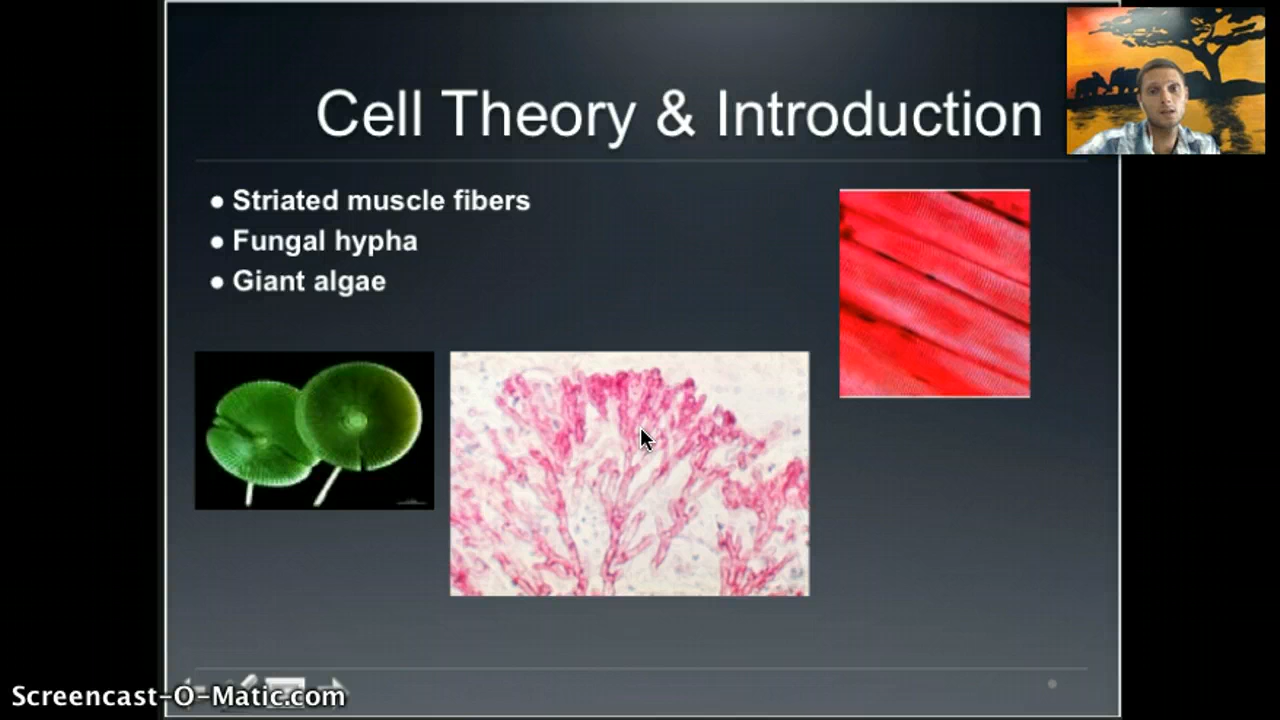 Cell Theory & Introduction
● Striated muscle fibers
● Fungal hypha
● Giant algae
Screencast-O-Matic.com